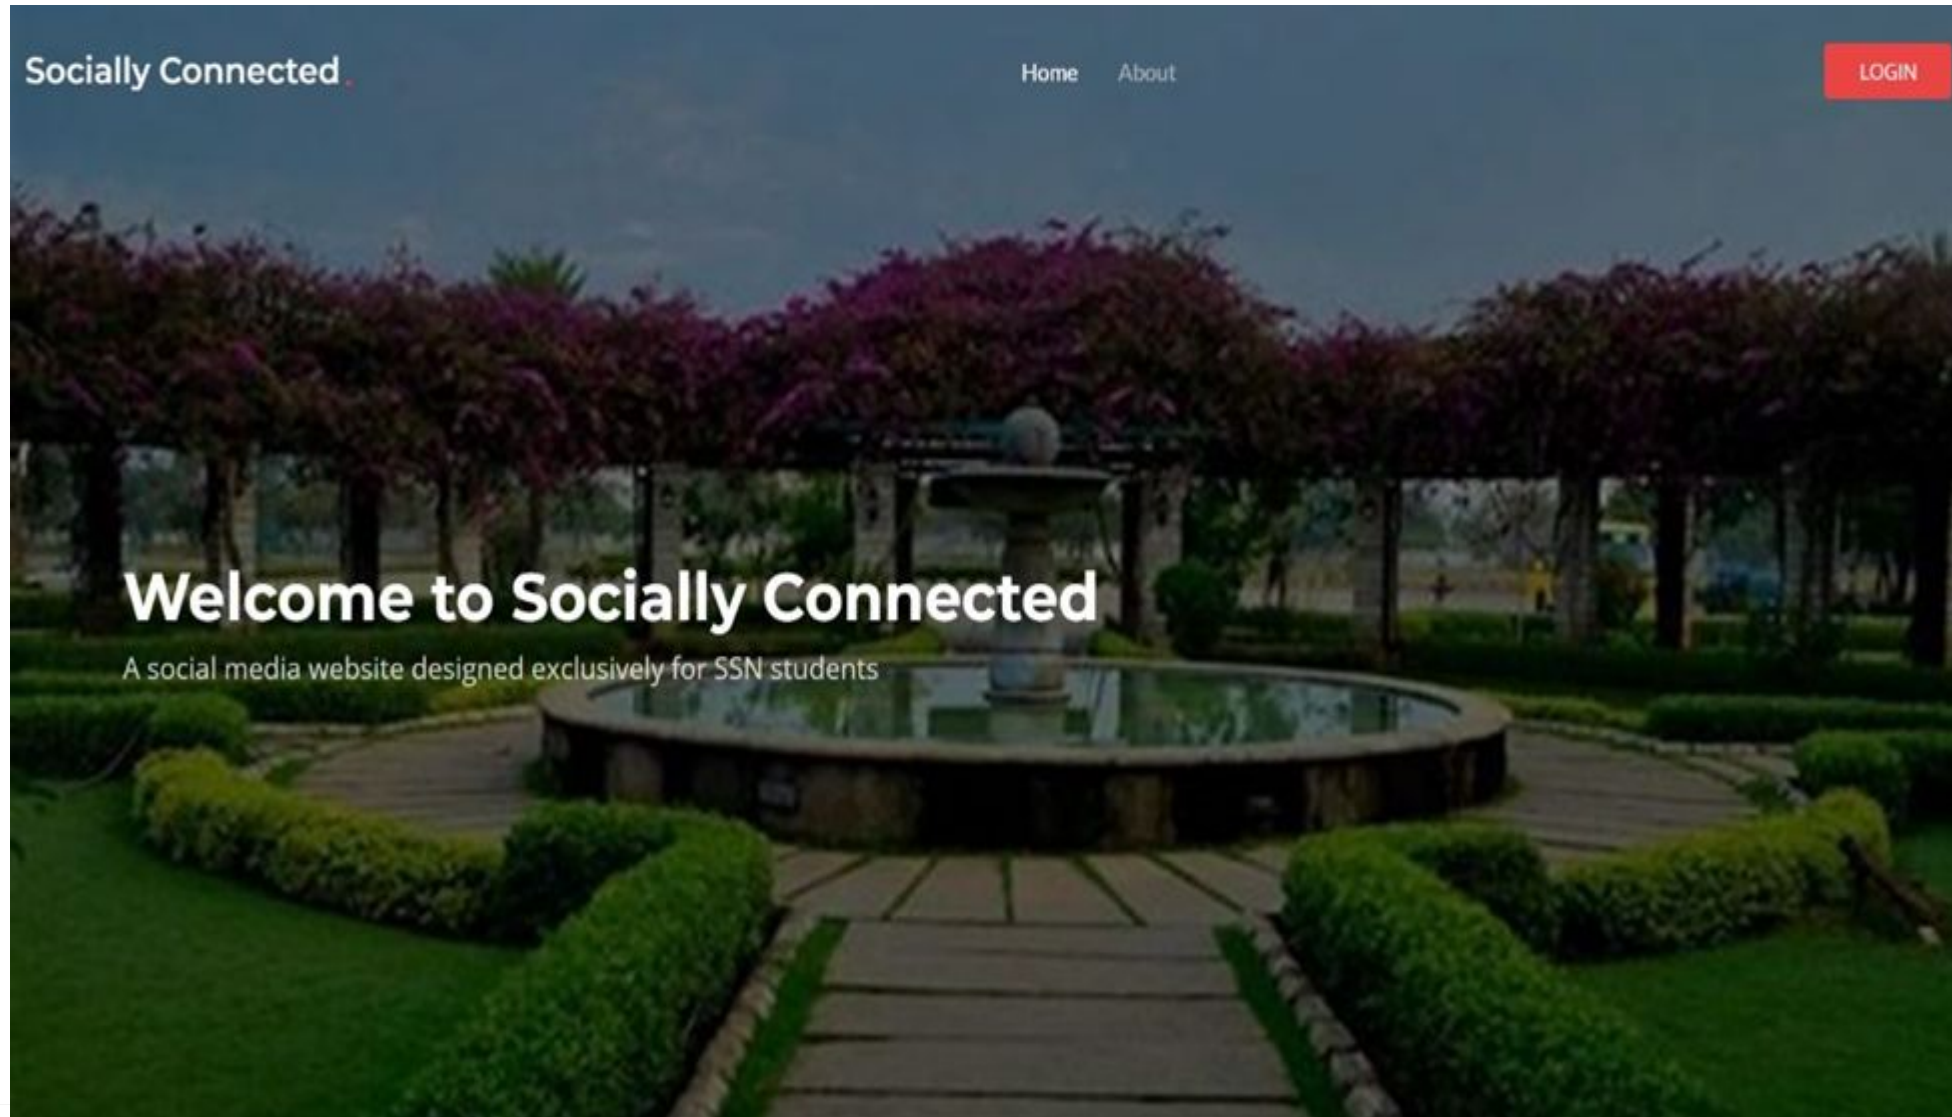 Socially Connected.
Home
About
LOGIN
Welcome to Socially Connected
A social media website designed exclusively for SSN students